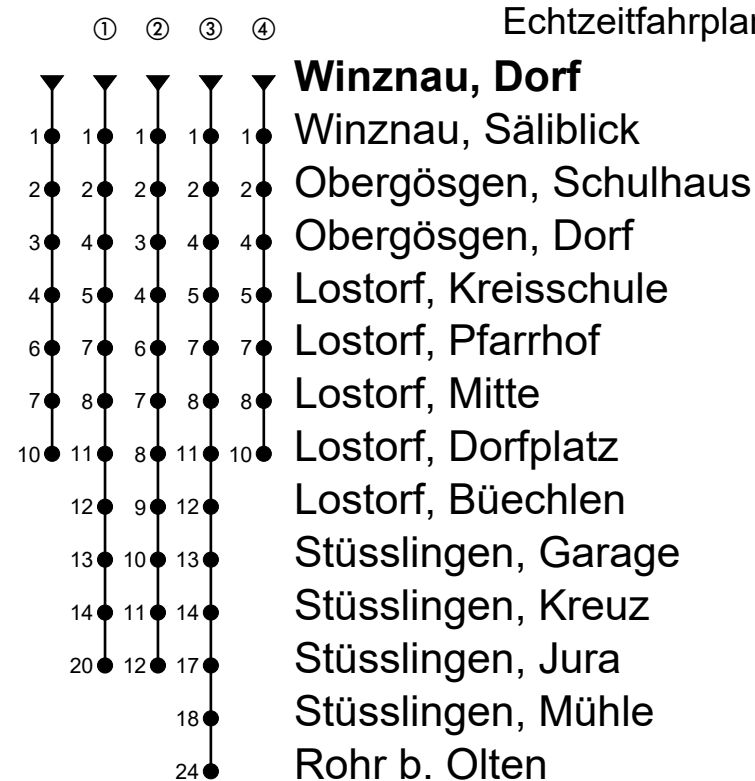 Echtzeitfahrplan
① ② ③ ④
Winznau, Dorf
1 1 1 1 1 Winznau, Säliblick
2 2 2 2 2 Obergösgen, Schulhaus
3 4 3 4 4 Obergösgen, Dorf
4 5 4 5 5 Lostorf, Kreisschule
6 7 6 7 7 Lostorf, Pfarrhof
7 8 7 8 8 Lostorf, Mitte
10 11 8 11 10 Lostorf, Dorfplatz
12 9 12 Lostorf, Büechlen
13 10 13 Stüsslingen, Garage
14 11 14 Stüsslingen, Kreuz
20 12 17 Stüsslingen, Jura
18 Stüsslingen, Mühle
24 Rohr b. Olten